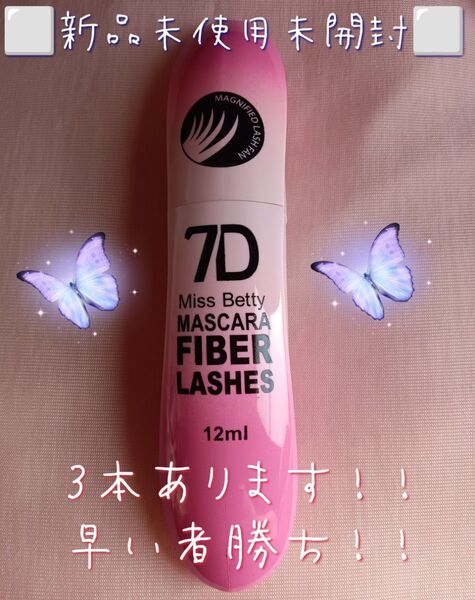 新品未使用未開封
MAGNIFIED LASH FAN
7D
Miss Betty
MASCARA
FIBER
LASHES
12ml
3本あります!!
早い者勝ち!!